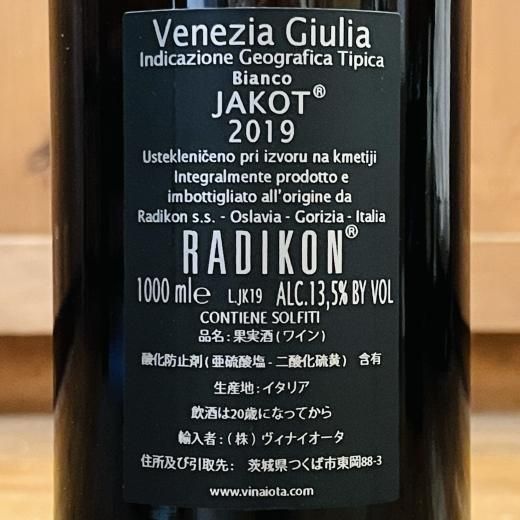 Venezia Giulia
Indicazione Geografica Tipica
Bianco
JAKOT®
2019
Ustekleničeno pri izvoru na kmetiji
Integralmente prodotto e
imbottigliato all'origine da
Radikon s.s. - Oslavia - Gorizia - Italia
RADIKON®
1000 ml℮ LJK19 ALC.13,5% BY VOL
CONTIENE SOLFITI
品名:果実酒(ワイン)
酸化防止剤(亜硫酸塩-二酸化硫黄) 含有
生産地:イタリア
飲酒は20歳になってから
輸入者:(株)ヴィナイオータ
住所及び引取先: 茨城県つくば市東岡88-3
www.vinaiota.com